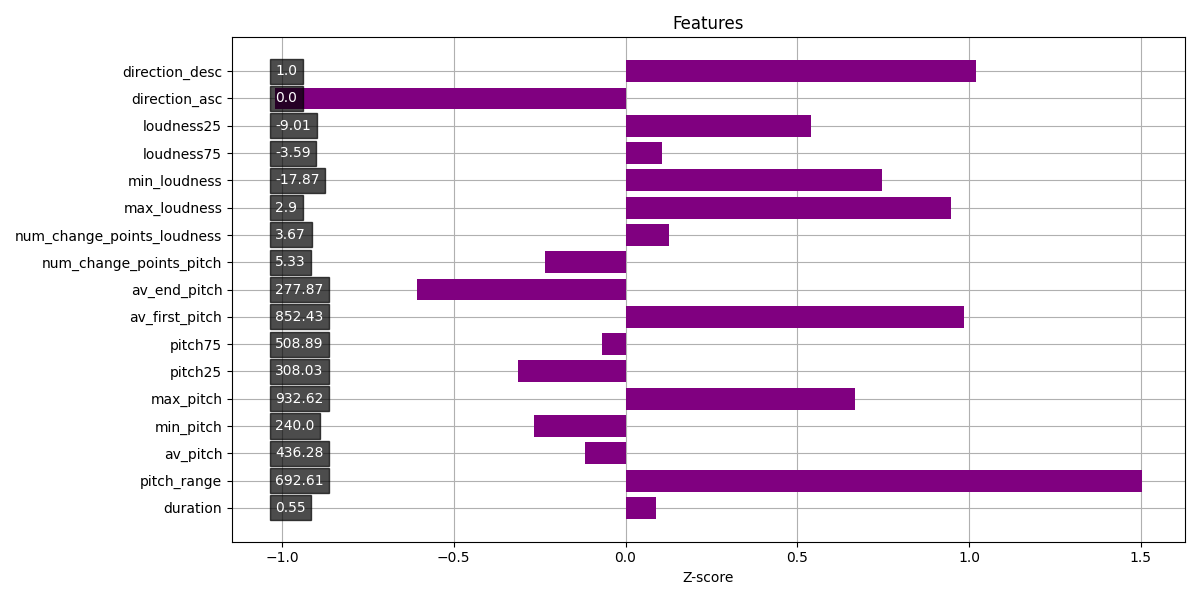 Features
direction_desc 1.0
direction_asc 0.0
loudness25 -9.01
loudness75 -3.59
min_loudness -17.87
max_loudness 2.9
num_change_points_loudness 3.67
num_change_points_pitch 5.33
av_end_pitch 277.87
av_first_pitch 852.43
pitch75 508.89
pitch25 308.03
max_pitch 932.62
min_pitch 240.0
av_pitch 436.28
pitch_range 692.61
duration 0.55
−1.0 −0.5 0.0 0.5 1.0 1.5
Z-score